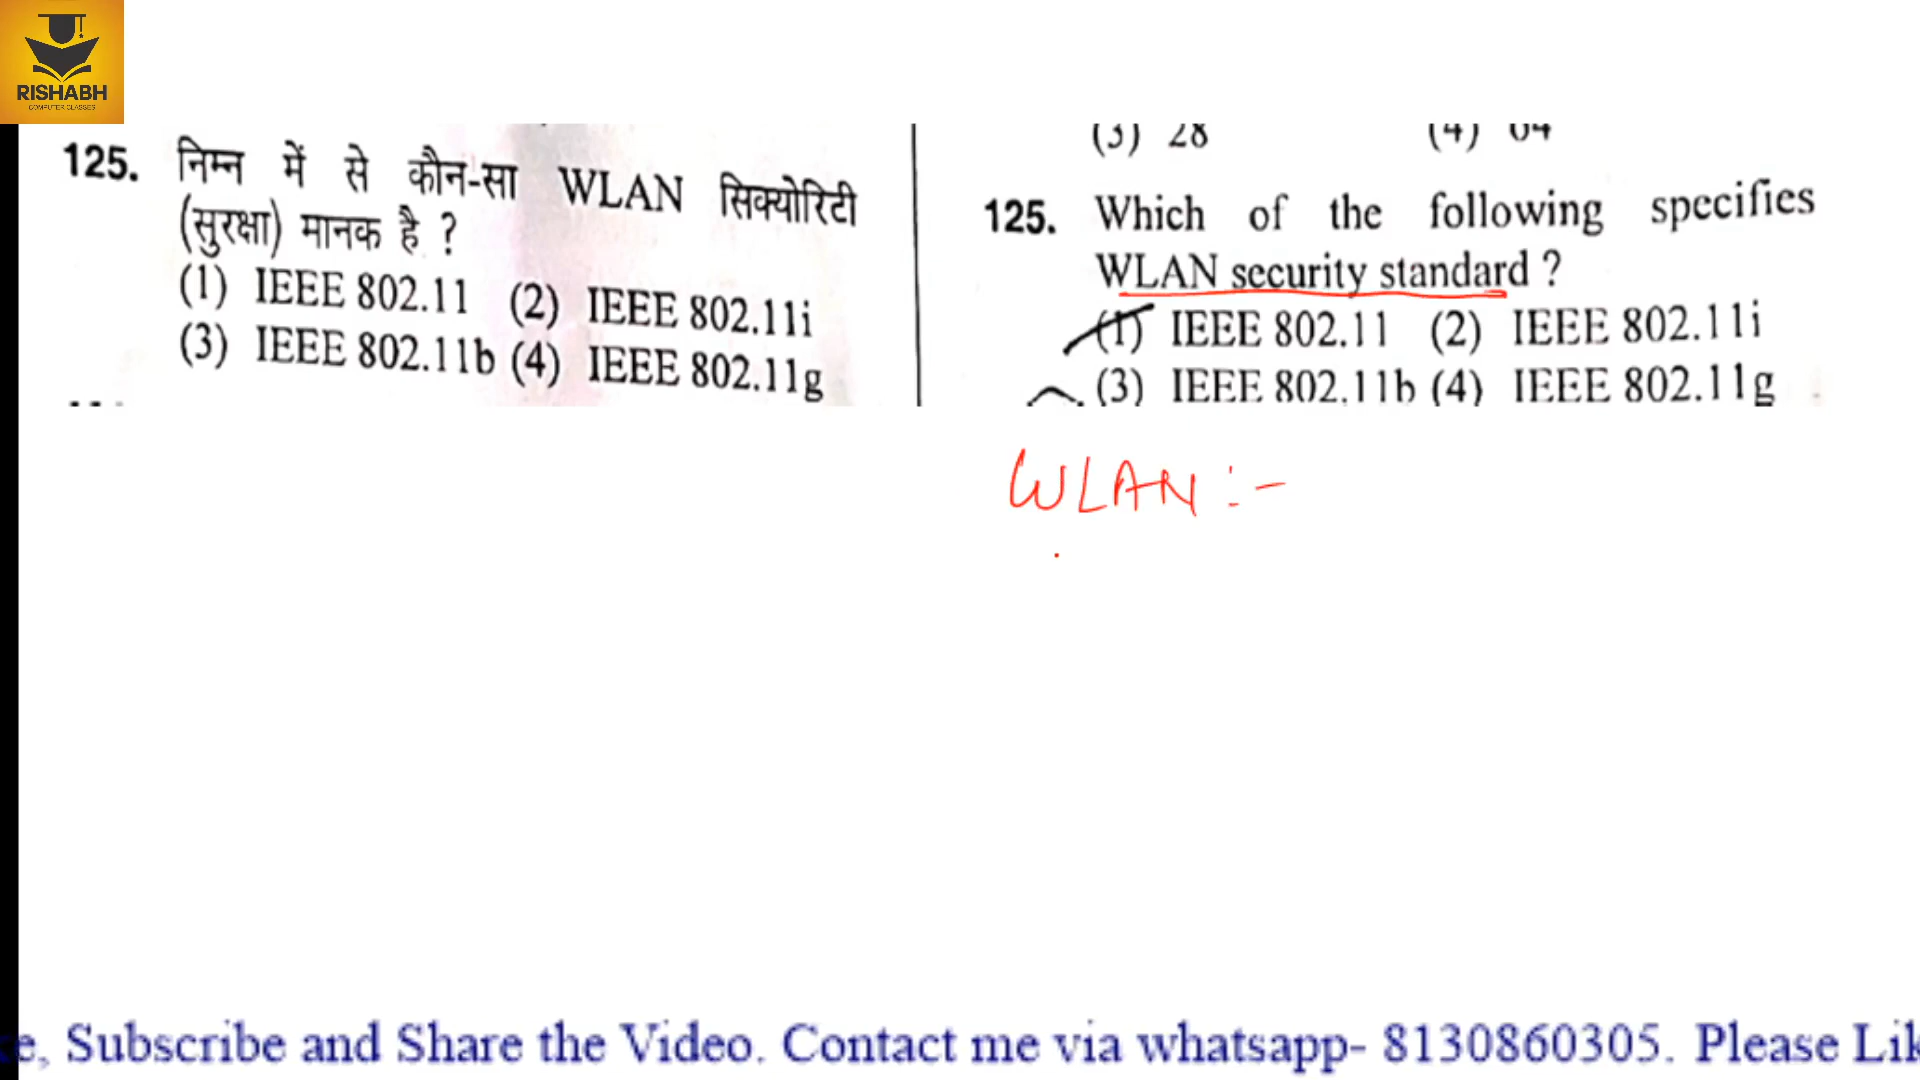 RISHABH
COMPUTER CLASSES
125. निम्न में से कौन-सा WLAN सिक्योरिटी
(सुरक्षा) मानक है ?
(1) IEEE 802.11 (2) IEEE 802.11i
(3) IEEE 802.11b (4) IEEE 802.11g
(3) 28 (4) 64
125. Which of the following specifies
WLAN security standard ?
(1) IEEE 802.11 (2) IEEE 802.11i
(3) IEEE 802.11b (4) IEEE 802.11g
WLAN :-
e, Subscribe and Share the Video. Contact me via whatsapp- 8130860305. Please Lik